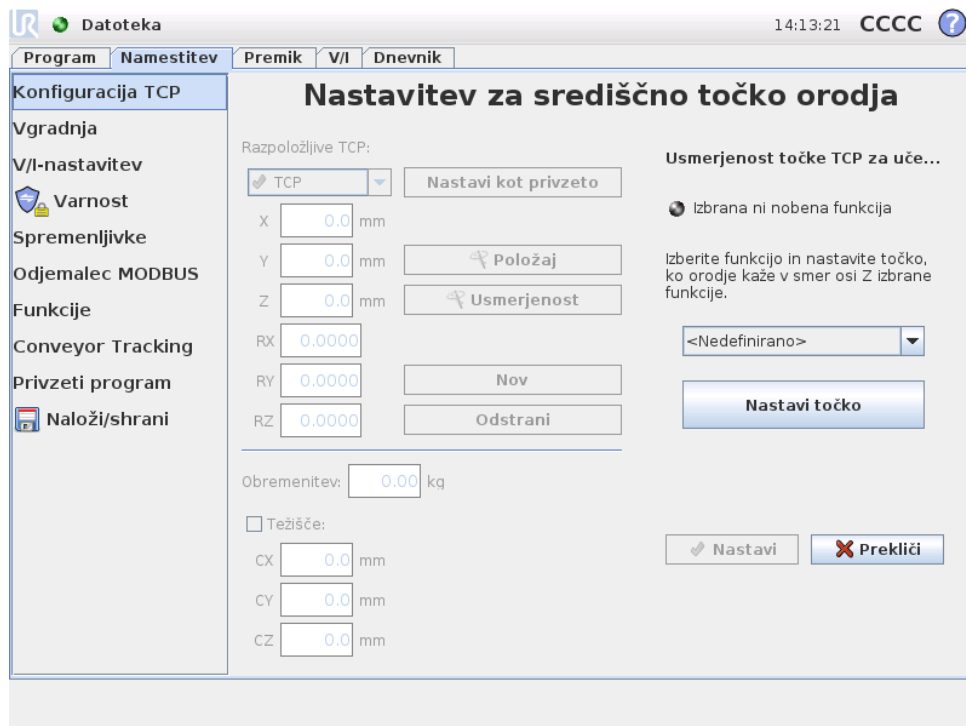 UR Datoteka 14:13:21 CCCC ?
Program Namestitev Premik V/I Dnevnik
Konfiguracija TCP
Vgradnja
V/I-nastavitev
Varnost
Spremenljivke
Odjemalec MODBUS
Funkcije
Conveyor Tracking
Privzeti program
Naloži/shrani
Nastavitev za središčno točko orodja
Razpoložljive TCP:
TCP Nastavi kot privzeto
X 0.0 mm
Y 0.0 mm Položaj
Z 0.0 mm Usmerjenost
RX 0.0000
RY 0.0000 Nov
RZ 0.0000 Odstrani
Obremenitev: 0.00 kg
Težišče:
CX 0.0 mm
CY 0.0 mm
CZ 0.0 mm
Usmerjenost točke TCP za uče...
Izbrana ni nobena funkcija
Izberite funkcijo in nastavite točko,
ko orodje kaže v smer osi Z izbrane
funkcije.
<Nedefinirano>
Nastavi točko
Nastavi Prekliči